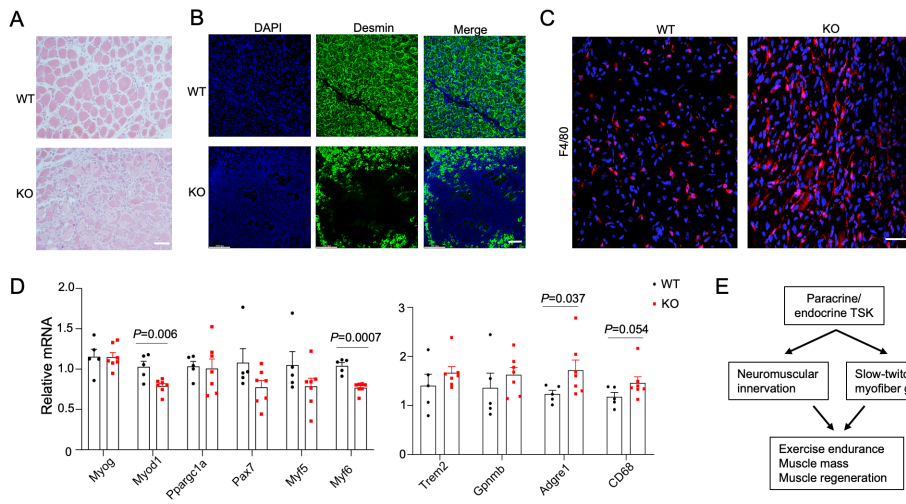 A
WT
KO
B
DAPI
Desmin
Merge
WT
KO
C
WT
KO
F4/80
D
Relative mRNA
2.0
1.5
1.0
0.5
0
P=0.006
P=0.0007
Myog
Myod1
Ppargc1a
Pax7
Myf5
Myf6
3
2
1
0
P=0.037
P=0.054
WT
KO
Trem2
Gpnmb
Adgre1
CD68
E
Paracrine/
endocrine TSK
Neuromuscular
innervation
Slow-twitc
myofiber g
Exercise endurance
Muscle mass
Muscle regeneration